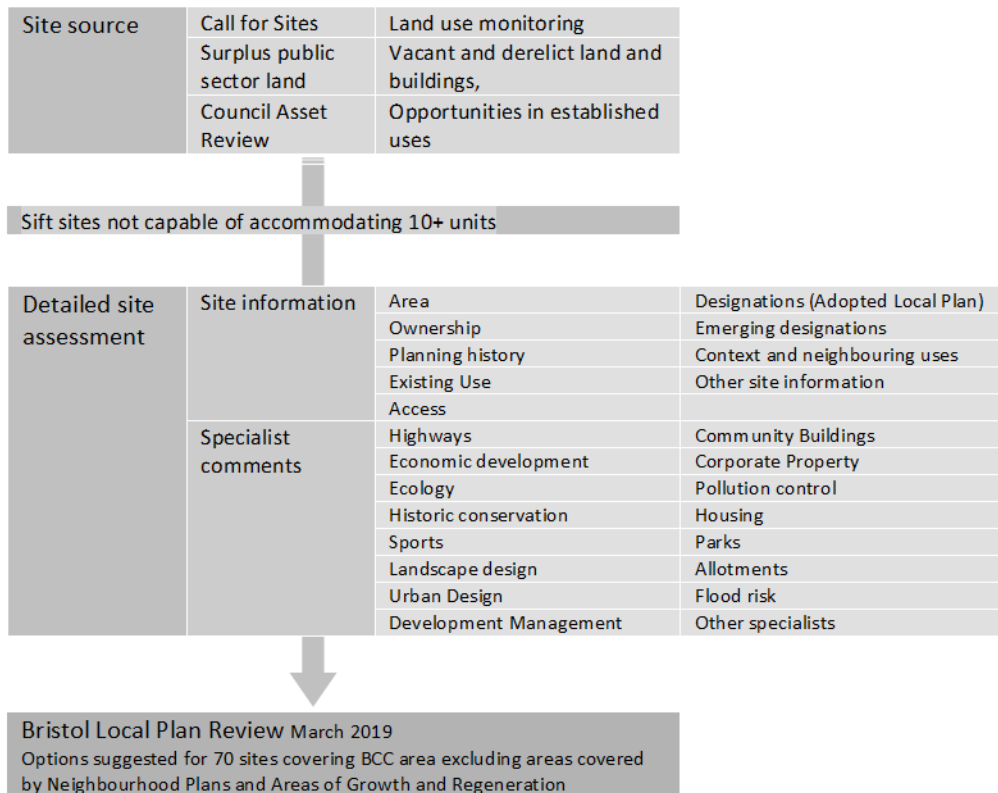 Site source
Call for Sites
Land use monitoring
Surplus public
sector land
Vacant and derelict land and
buildings,
Council Asset
Review
Opportunities in established
uses
Sift sites not capable of accommodating 10+ units
Detailed site
assessment
Site information
Area
Designations (Adopted Local Plan)
Ownership
Emerging designations
Planning history
Context and neighbouring uses
Existing Use
Other site information
Access
Specialist
comments
Highways
Community Buildings
Economic development
Corporate Property
Ecology
Pollution control
Historic conservation
Housing
Sports
Parks
Landscape design
Allotments
Urban Design
Flood risk
Development Management
Other specialists
Bristol Local Plan Review March 2019
Options suggested for 70 sites covering BCC area excluding areas covered
by Neighbourhood Plans and Areas of Growth and Regeneration